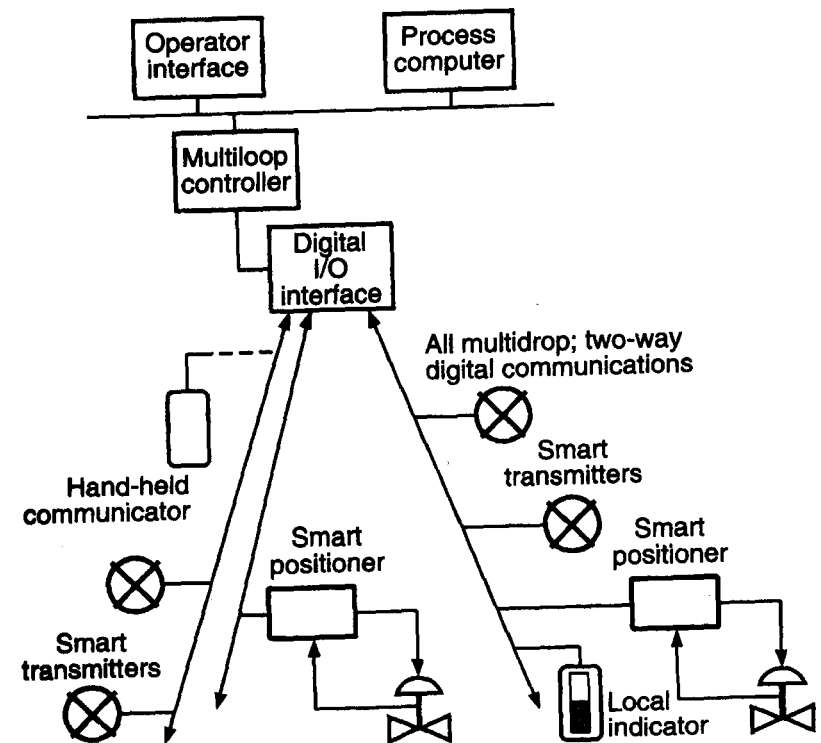 Operator
interface
Process
computer
Multiloop
controller
Digital
I/O
interface
All multidrop; two-way
digital communications
Smart
transmitters
Hand-held
communicator
Smart
positioner
Smart
positioner
Smart
transmitters
Local
indicator